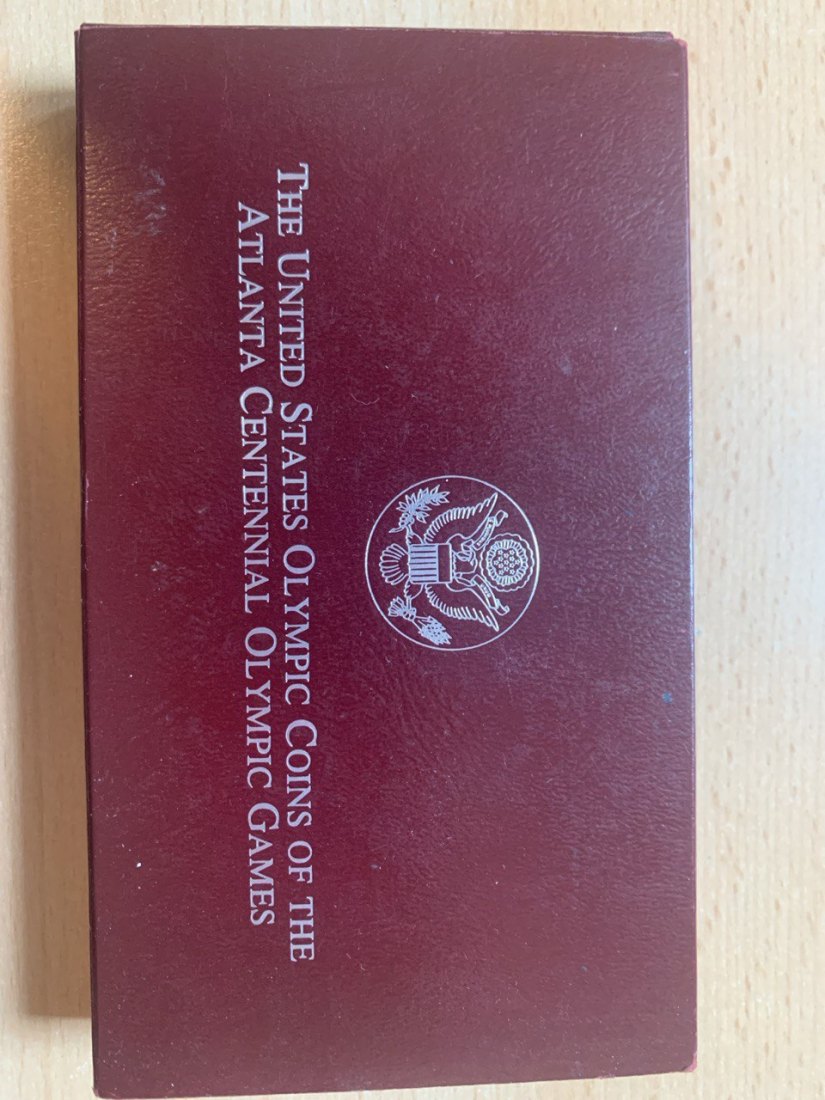 THE UNITED STATES OLYMPIC COINS OF THE
ATLANTA CENTENNIAL OLYMPIC GAMES